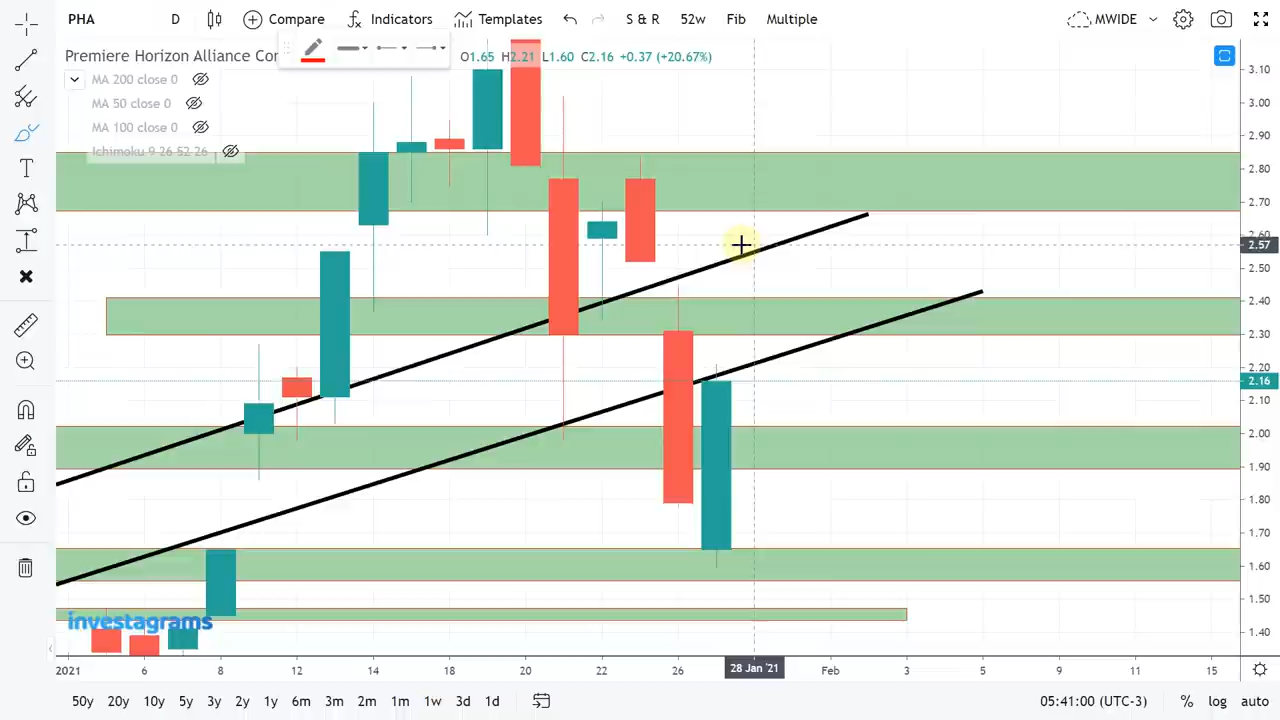 PHA D Compare Indicators Templates S & R 52w Fib Multiple MWIDE
Premiere Horizon Alliance Cor O1.65 H2.21 L1.60 C2.16 +0.37 (+20.67%)
MA 200 close 0
MA 50 close 0
MA 100 close 0
Ichimoku 9 26 52 26
3.10
3.00
2.90
2.80
2.70
2.60
2.57
2.50
2.40
2.30
2.20
2.16
2.10
2.00
1.90
1.80
1.70
1.60
1.50
1.40
investagrams
2021 6 8 12 14 18 20 22 26 28 Jan '21 Feb 3 5 9 11 15
50y 20y 10y 5y 3y 2y 1y 6m 3m 2m 1m 1w 3d 1d 05:41:00 (UTC-3) % log auto